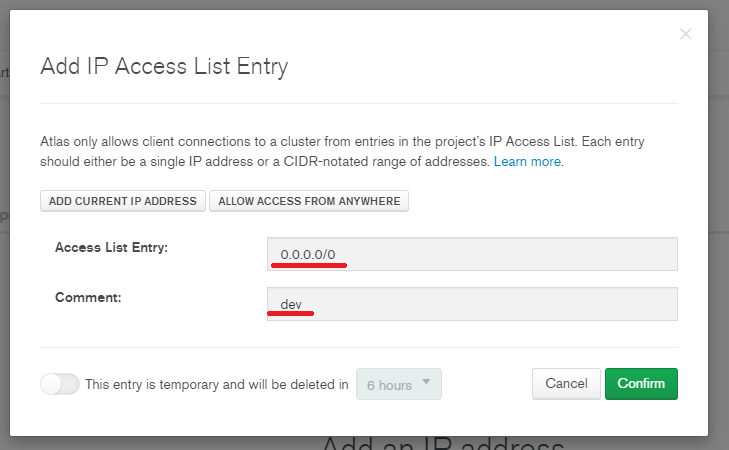 Add IP Access List Entry
Atlas only allows client connections to a cluster from entries in the project's IP Access List. Each entry
should either be a single IP address or a CIDR-notated range of addresses. Learn more.
ADD CURRENT IP ADDRESS ALLOW ACCESS FROM ANYWHERE
Access List Entry: 0.0.0.0/0
Comment: dev
This entry is temporary and will be deleted in 6 hours Cancel Confirm
Add an IP address